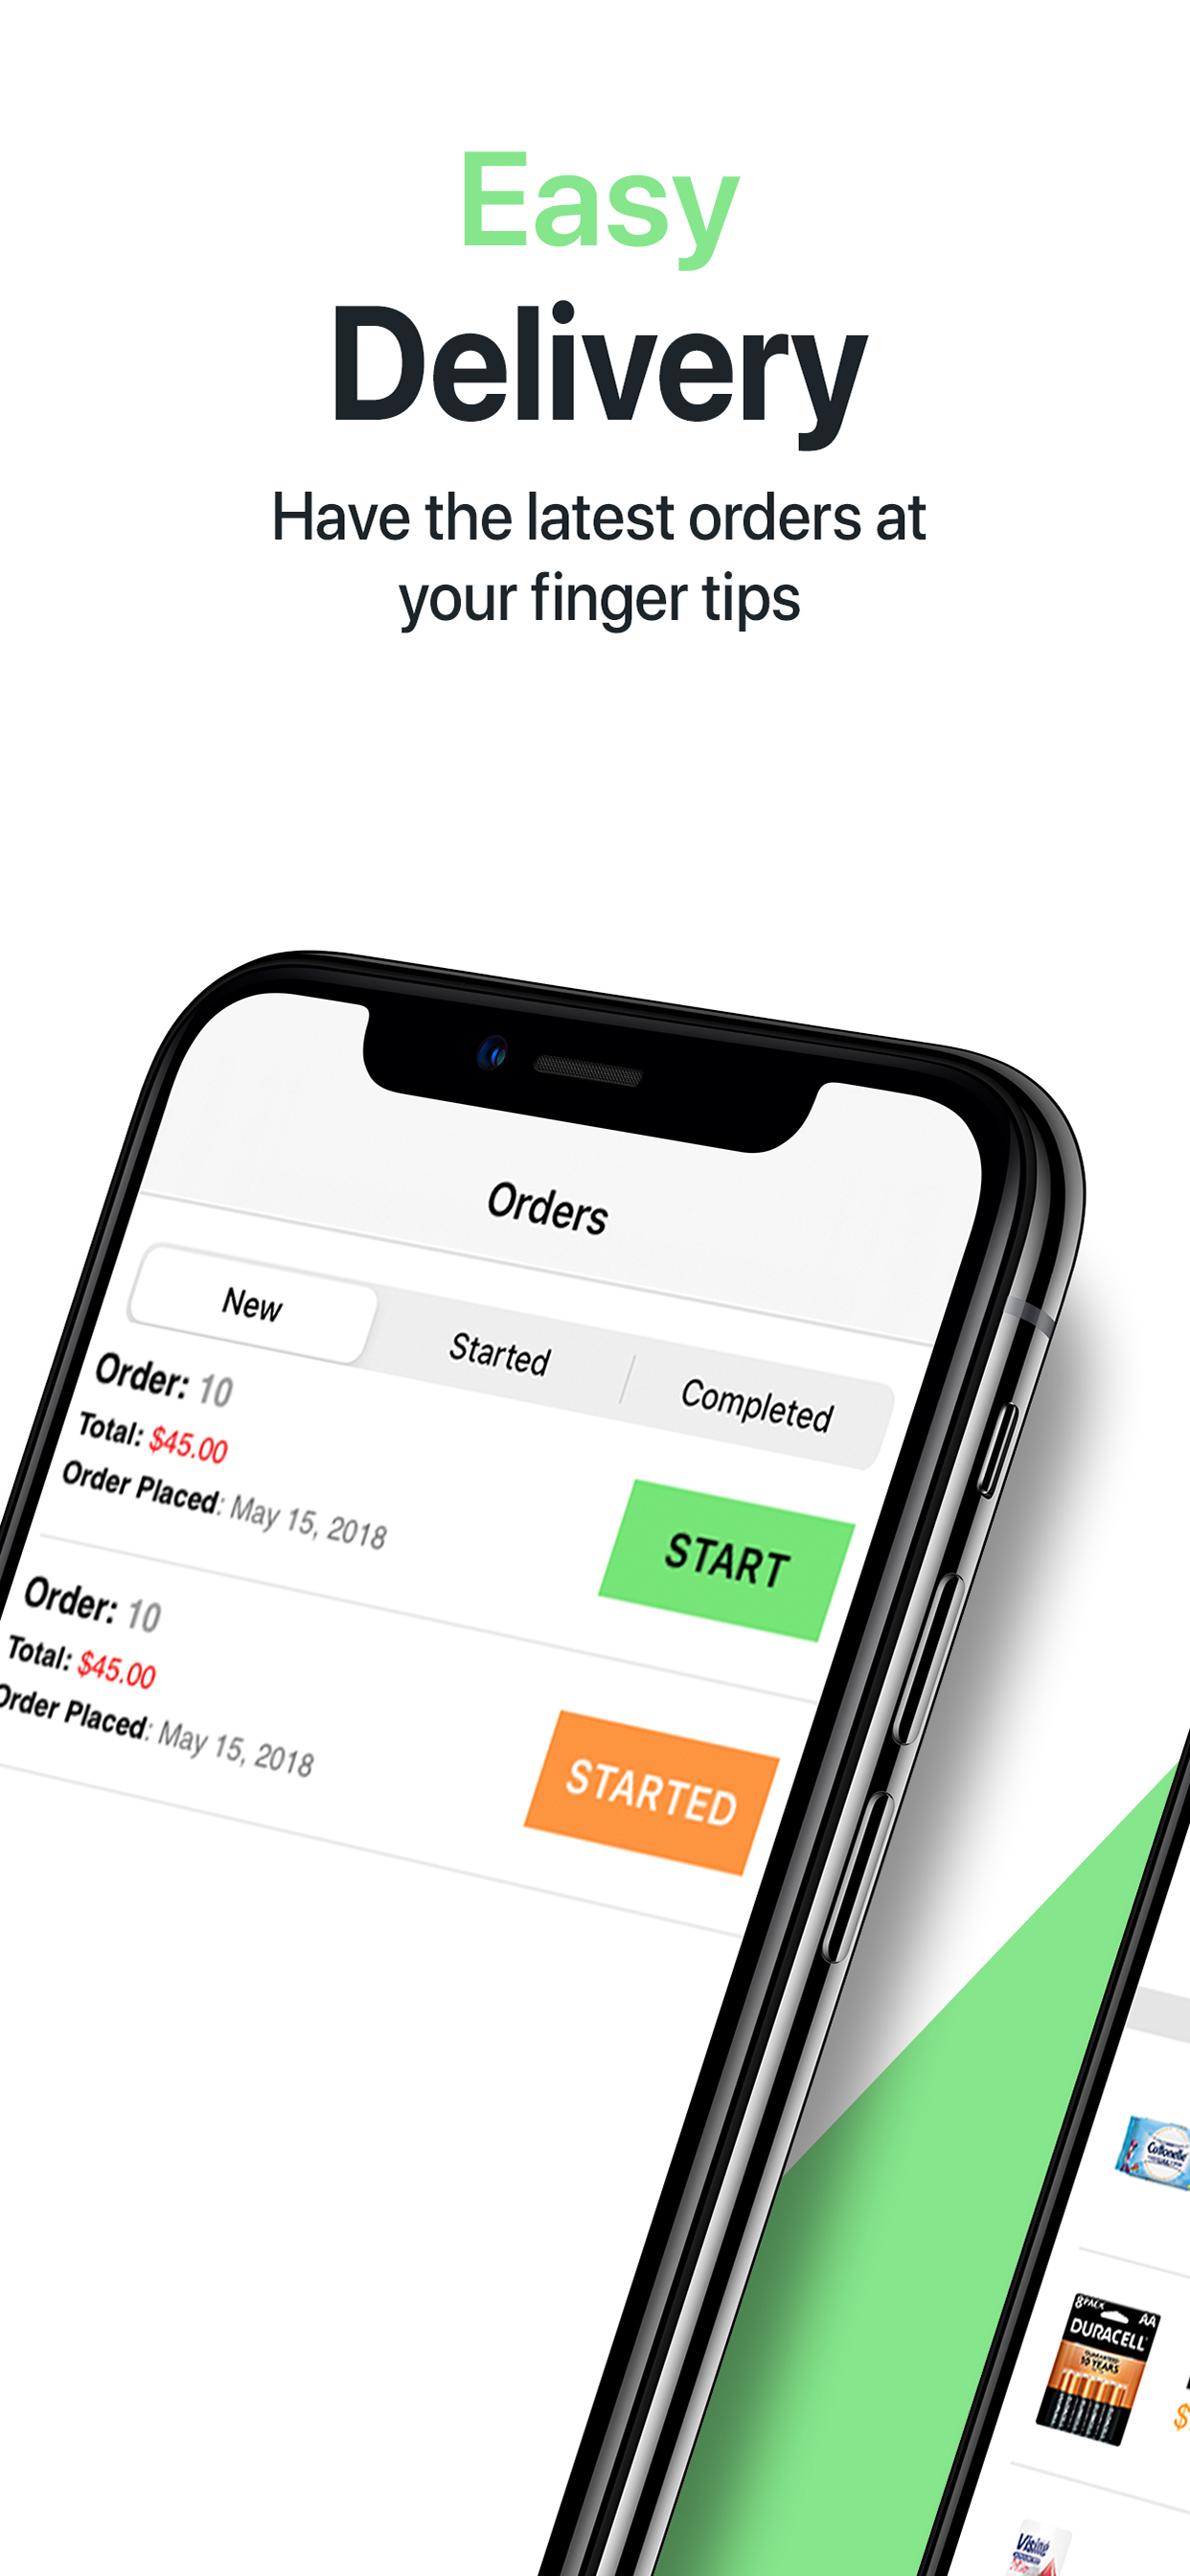 Easy
Delivery
Have the latest orders at
your finger tips
Orders
New
Started
Completed
Order: 10
Total: $45.00
Order Placed: May 15, 2018
START
Order: 10
Total: $45.00
Order Placed: May 15, 2018
STARTED
Cottonelle
8 PACK AA
DURACELL
GUARANTEED
10 YEARS
$
Visine